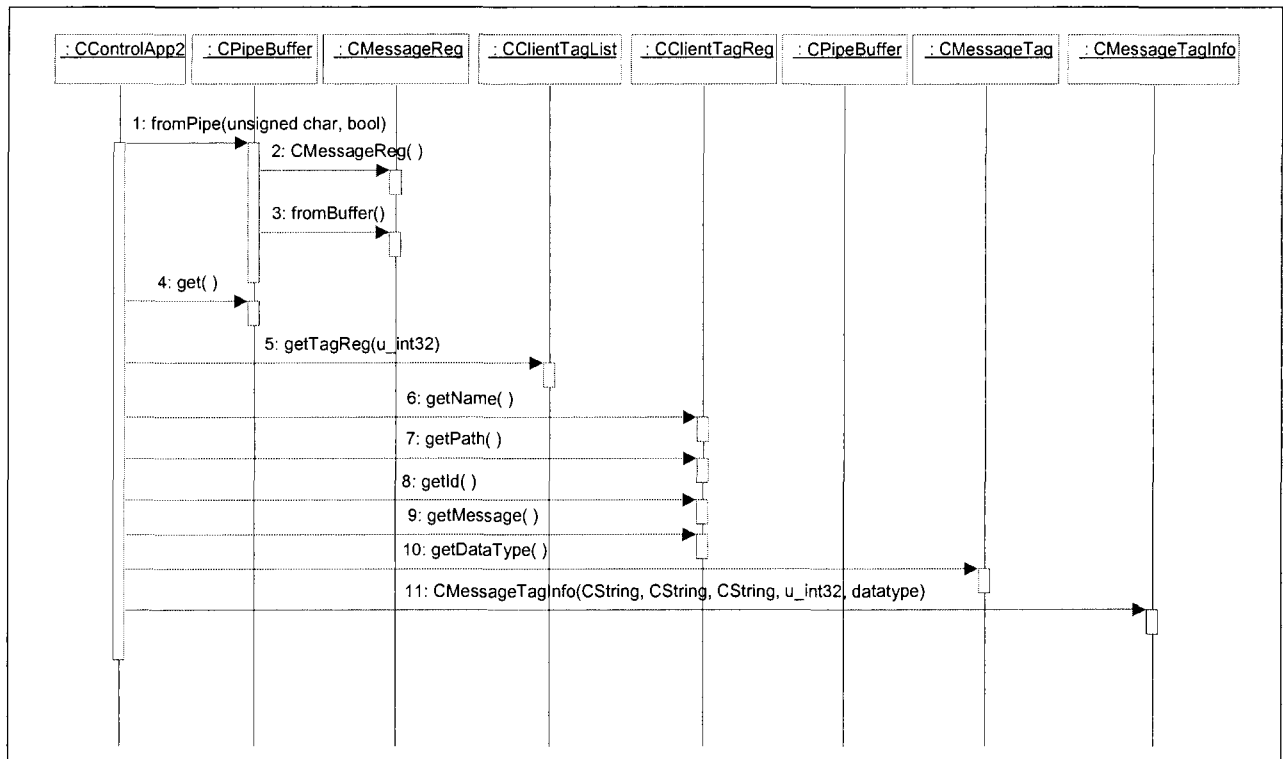 : CControlApp2
: CPipeBuffer
: CMessageReg
: CClientTagList
: CClientTagReg
: CPipeBuffer
: CMessageTag
: CMessageTagInfo
1: fromPipe(unsigned char, bool)
2: CMessageReg( )
3: fromBuffer()
4: get( )
5: getTagReg(u_int32)
6: getName( )
7: getPath( )
8: getId( )
9: getMessage( )
10: getDataType( )
11: CMessageTagInfo(CString, CString, CString, u_int32, datatype)